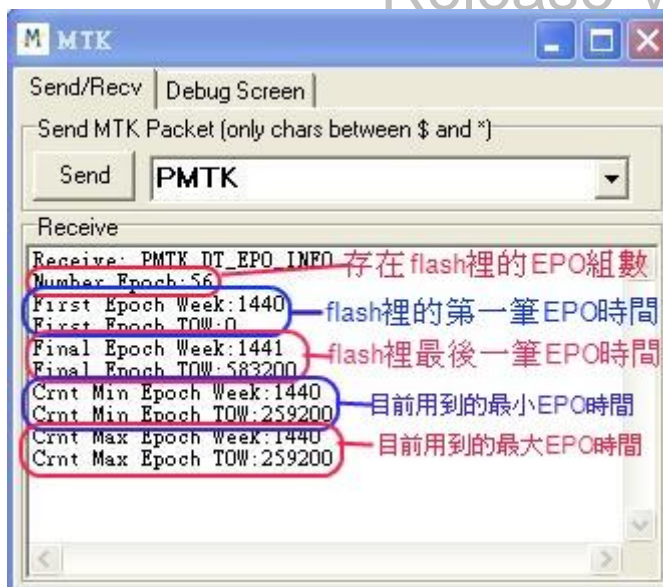 Release
MTK
Send/Recv Debug Screen
Send MTK Packet (only chars between $ and *)
Send PMTK
Receive
Receive: PMTK_DT_EPO_INFO 存在flash裡的EPO組數
Number Epoch:56
First Epoch Week:1440
First Epoch TOW:0 flash裡的第一筆EPO時間
Final Epoch Week:1441
Final Epoch TOW:583200 flash裡最後一筆EPO時間
Crnt Min Epoch Week:1440
Crnt Min Epoch TOW:259200 目前用到的最小EPO時間
Crnt Max Epoch Week:1440
Crnt Max Epoch TOW:259200 目前用到的最大EPO時間